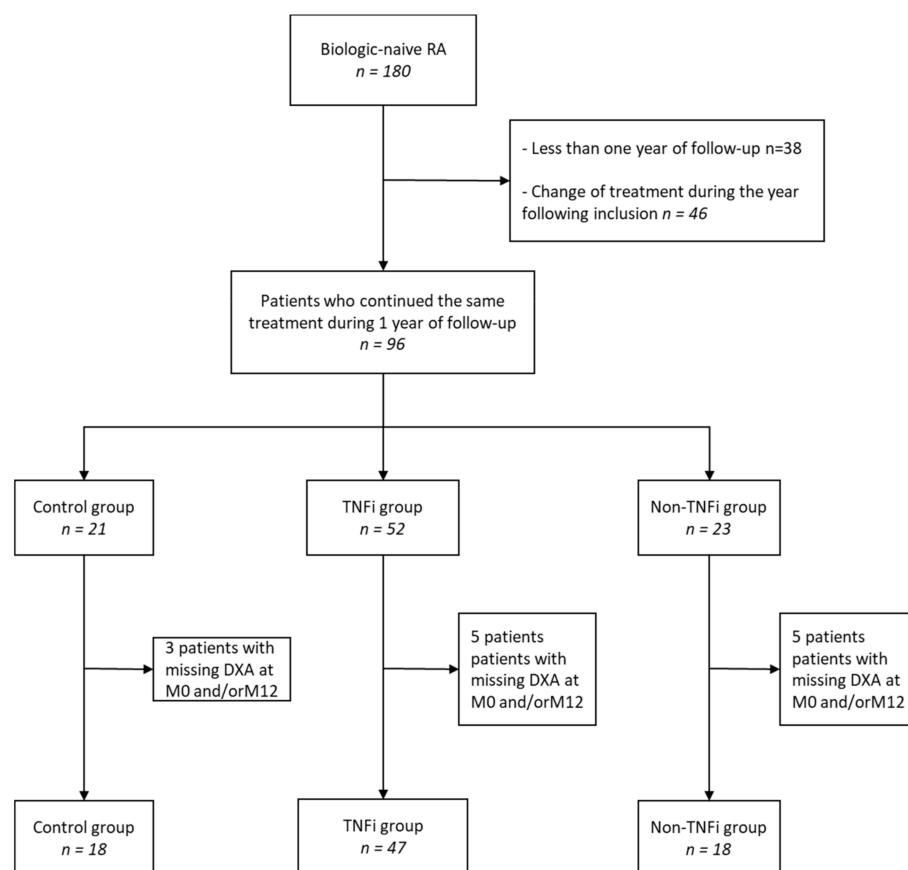 Biologic-naive RA
n = 180
- Less than one year of follow-up n=38
- Change of treatment during the year
following inclusion n = 46
Patients who continued the same
treatment during 1 year of follow-up
n = 96
Control group
n = 21
TNFi group
n = 52
Non-TNFi group
n = 23
3 patients with
missing DXA at
M0 and/orM12
5 patients
patients with
missing DXA at
M0 and/orM12
5 patients
patients with
missing DXA at
M0 and/orM12
Control group
n = 18
TNFi group
n = 47
Non-TNFi group
n = 18